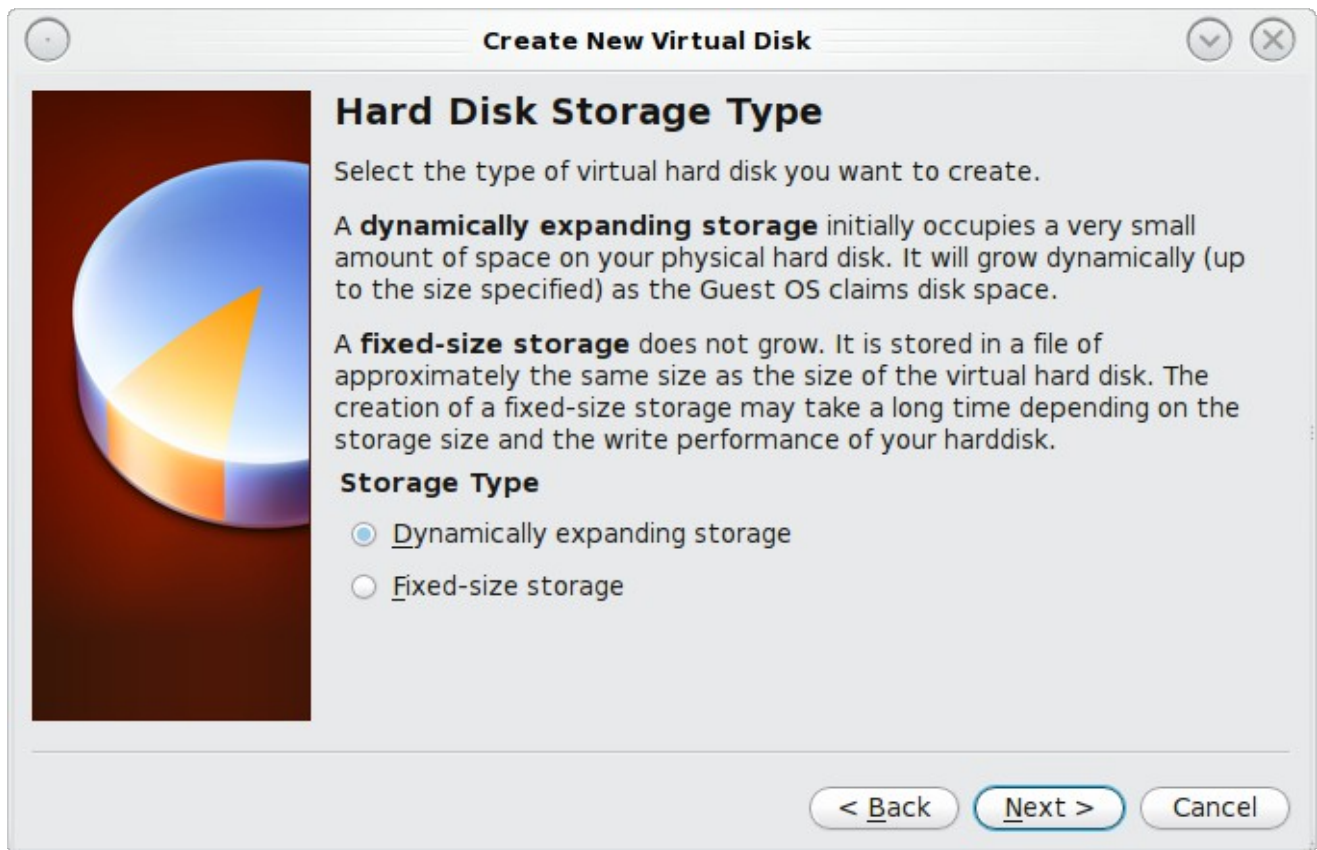 Create New Virtual Disk
Hard Disk Storage Type
Select the type of virtual hard disk you want to create.
A dynamically expanding storage initially occupies a very small
amount of space on your physical hard disk. It will grow dynamically (up
to the size specified) as the Guest OS claims disk space.
A fixed-size storage does not grow. It is stored in a file of
approximately the same size as the size of the virtual hard disk. The
creation of a fixed-size storage may take a long time depending on the
storage size and the write performance of your harddisk.
Storage Type
Dynamically expanding storage
Fixed-size storage
< Back Next > Cancel